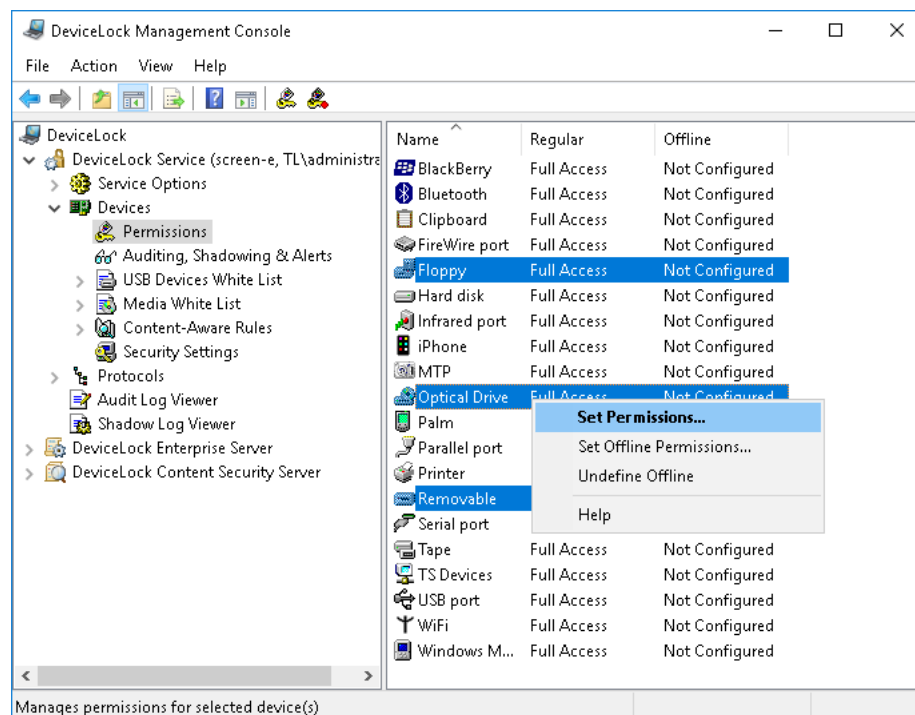 DeviceLock Management Console
File Action View Help
DeviceLock
DeviceLock Service (screen-e, TL\administra
Service Options
Devices
Permissions
Auditing, Shadowing & Alerts
USB Devices White List
Media White List
Content-Aware Rules
Security Settings
Protocols
Audit Log Viewer
Shadow Log Viewer
DeviceLock Enterprise Server
DeviceLock Content Security Server
Name Regular Offline
BlackBerry Full Access Not Configured
Bluetooth Full Access Not Configured
Clipboard Full Access Not Configured
FireWire port Full Access Not Configured
Floppy Full Access Not Configured
Hard disk Full Access Not Configured
Infrared port Full Access Not Configured
iPhone Full Access Not Configured
MTP Full Access Not Configured
Optical Drive Full Access Not Configured
Palm
Parallel port
Printer
Removable
Serial port
Set Permissions...
Set Offline Permissions...
Undefine Offline
Help
Tape Full Access Not Configured
TS Devices Full Access Not Configured
USB port Full Access Not Configured
WiFi Full Access Not Configured
Windows M... Full Access Not Configured
Manages permissions for selected device(s)